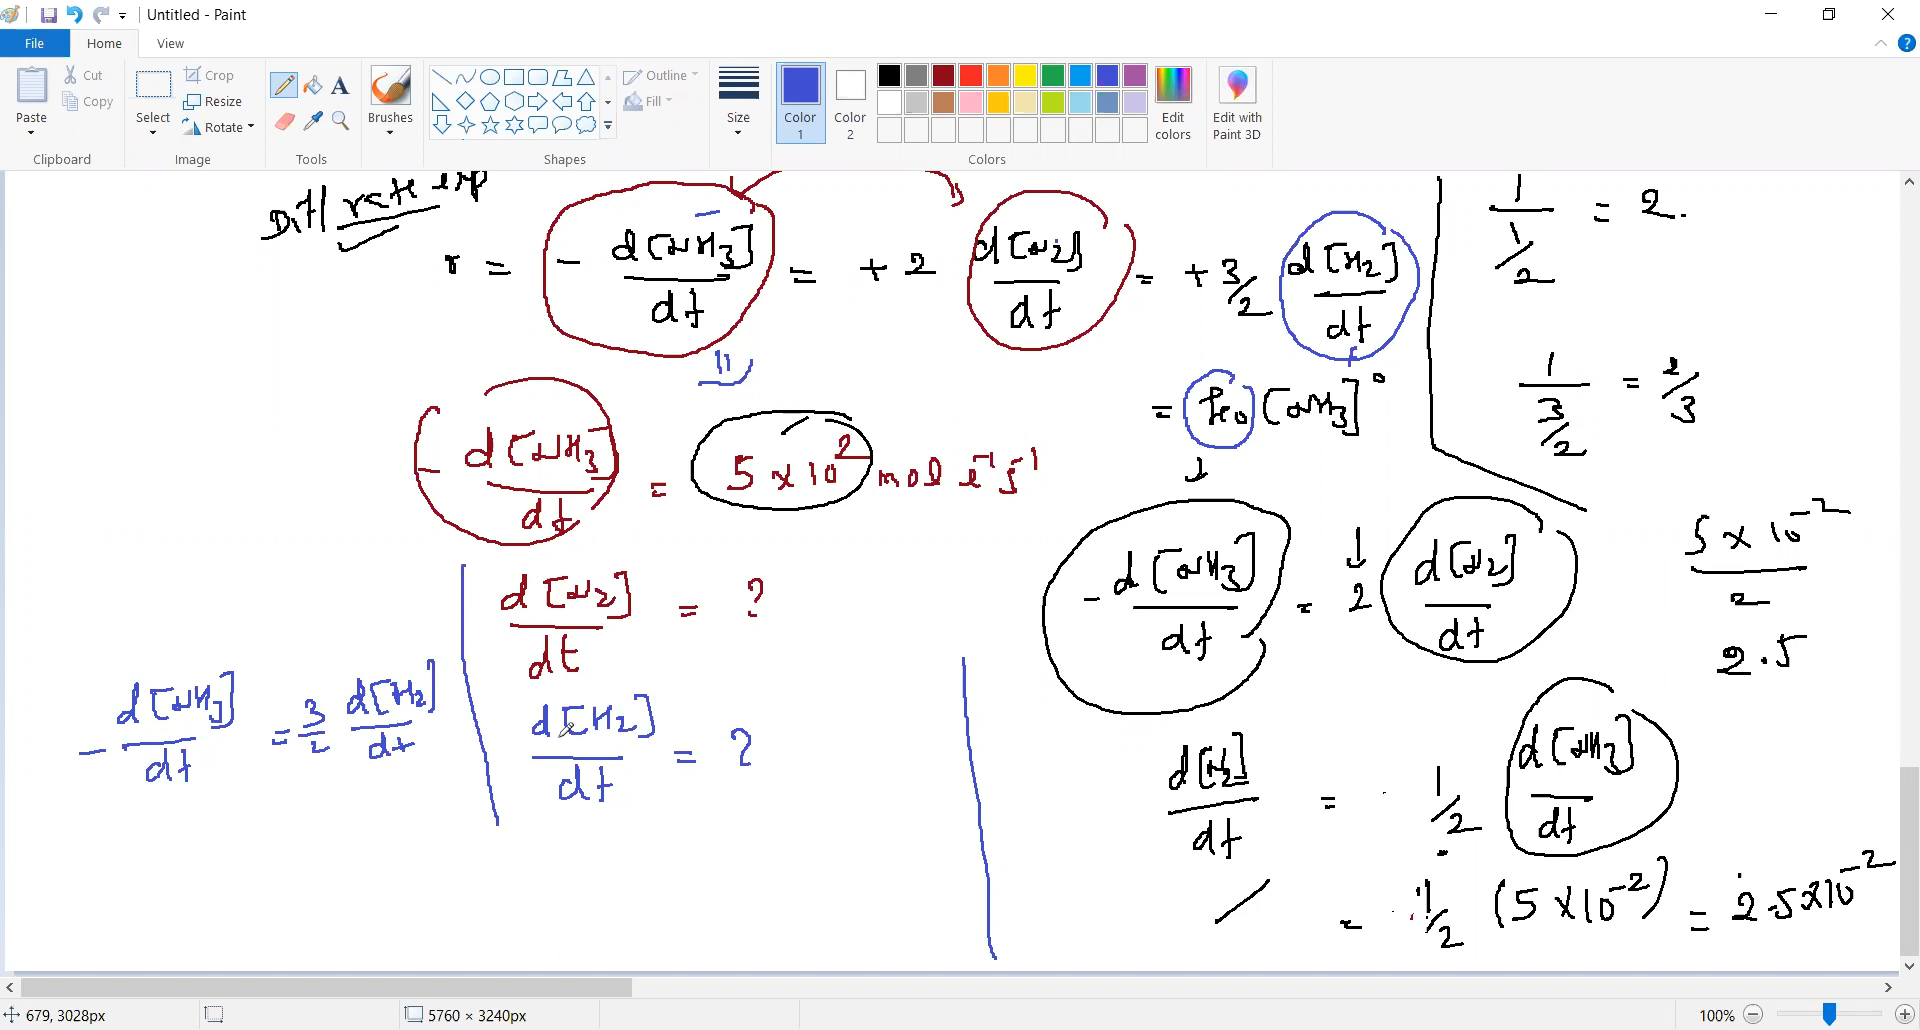 Untitled - Paint
File Home View
Paste Cut Copy Select Crop Resize Rotate Brushes Outline Fill Size Color 1 Color 2 Edit colors Edit with Paint 3D
Clipboard Image Tools Shapes Colors
Diff rate exp
r = - d[NH3]/dt = + 2 d[N2]/dt = + 3/2 d[H2]/dt
1/1/2 = 2.
= k0 [NH3]°
1/3/2 = 2/3
- d[NH3]/dt = 5 × 10^2 mol l^-1 s^-1
- d[NH3]/dt = 2 d[N2]/dt
5 × 10^-2 / 2
2.5
d[N2]/dt = ?
- d[NH3]/dt = 3/2 d[H2]/dt
d[H2]/dt = ?
d[N2]/dt = 1/2 d[NH3]/dt
= 1/2 (5 × 10^-2) = 2.5 × 10^-2
679, 3028px 5760 × 3240px 100%